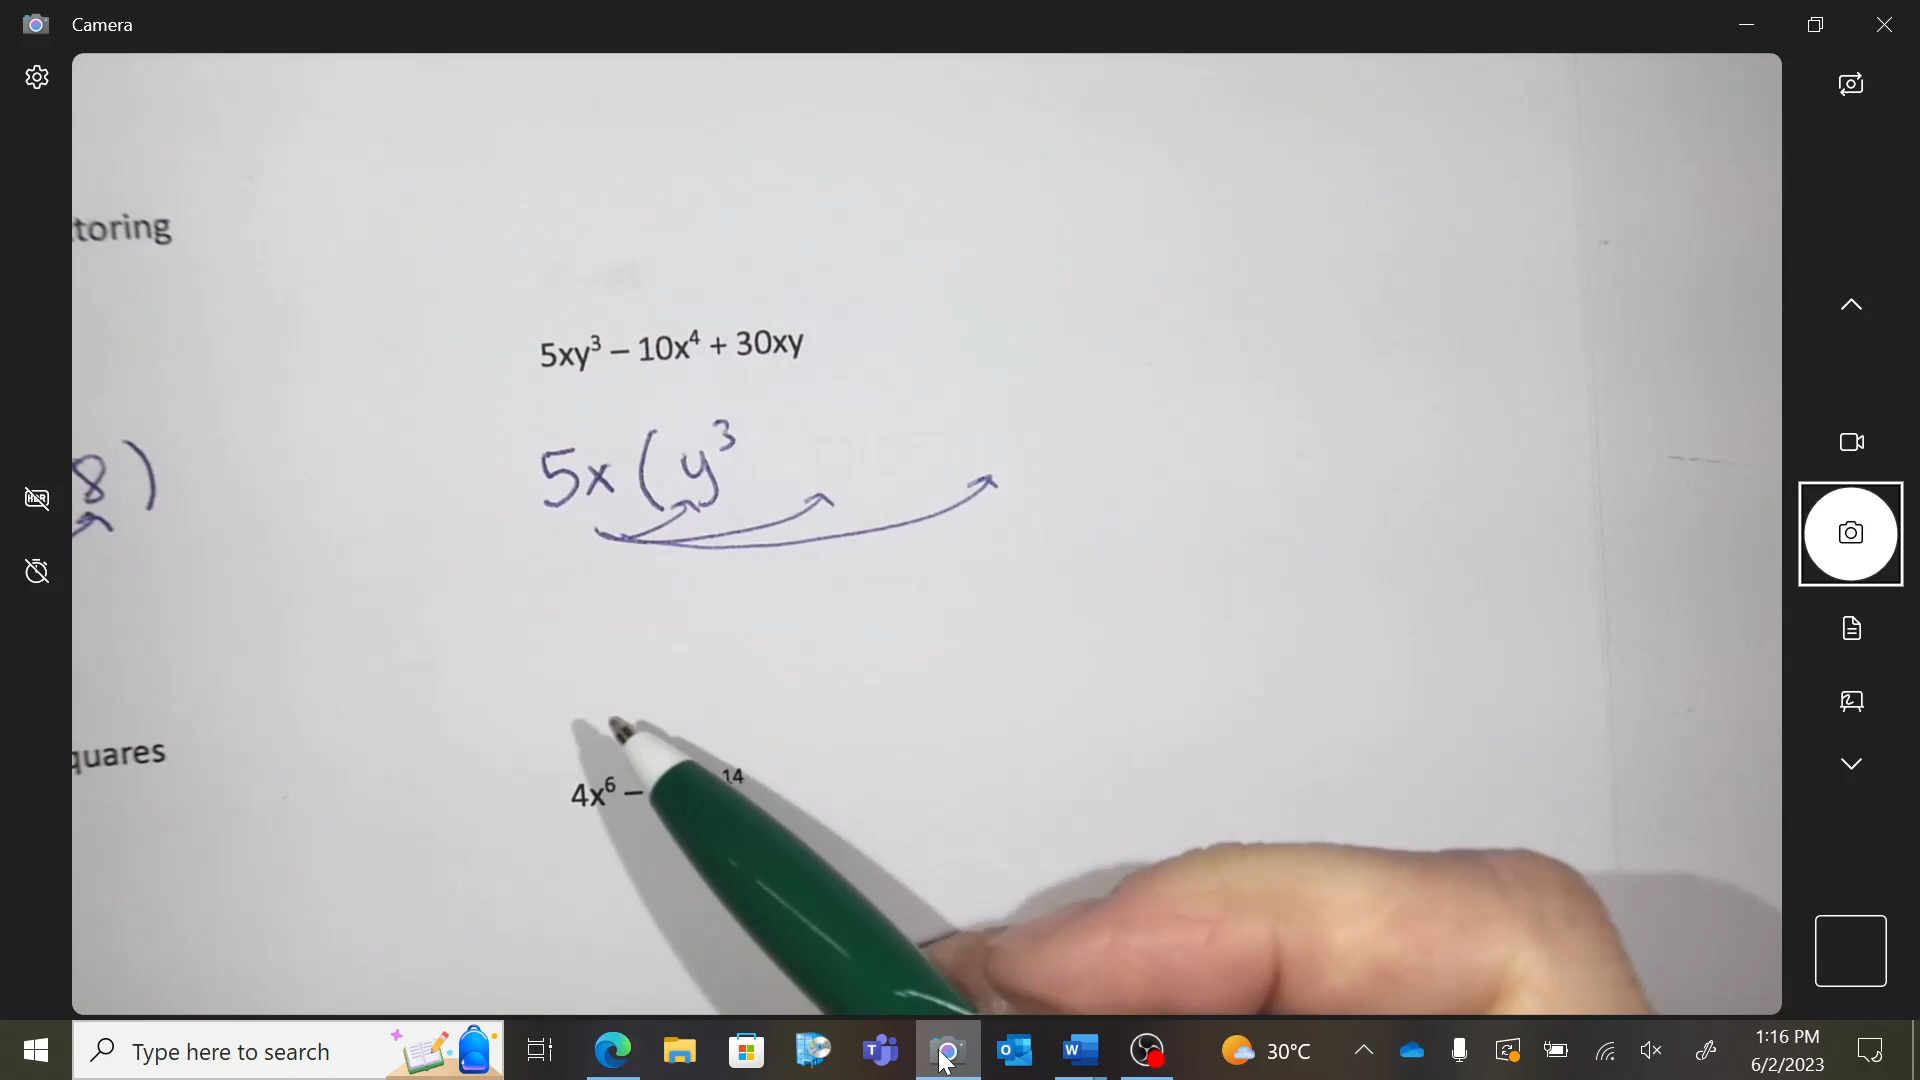 Camera
toring
5xy³ – 10x⁴ + 30xy
8)
5x (y³
quares
4x⁶ –
14
Type here to search
30°C
1:16 PM
6/2/2023